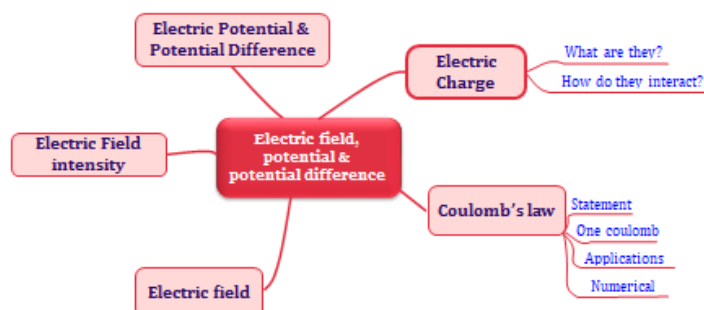 Electric Potential &
Potential Difference
Electric
Charge
What are they?
How do they interact?
Electric Field
intensity
Electric field,
potential &
potential difference
Coulomb's law
Statement
One coulomb
Applications
Numerical
Electric field